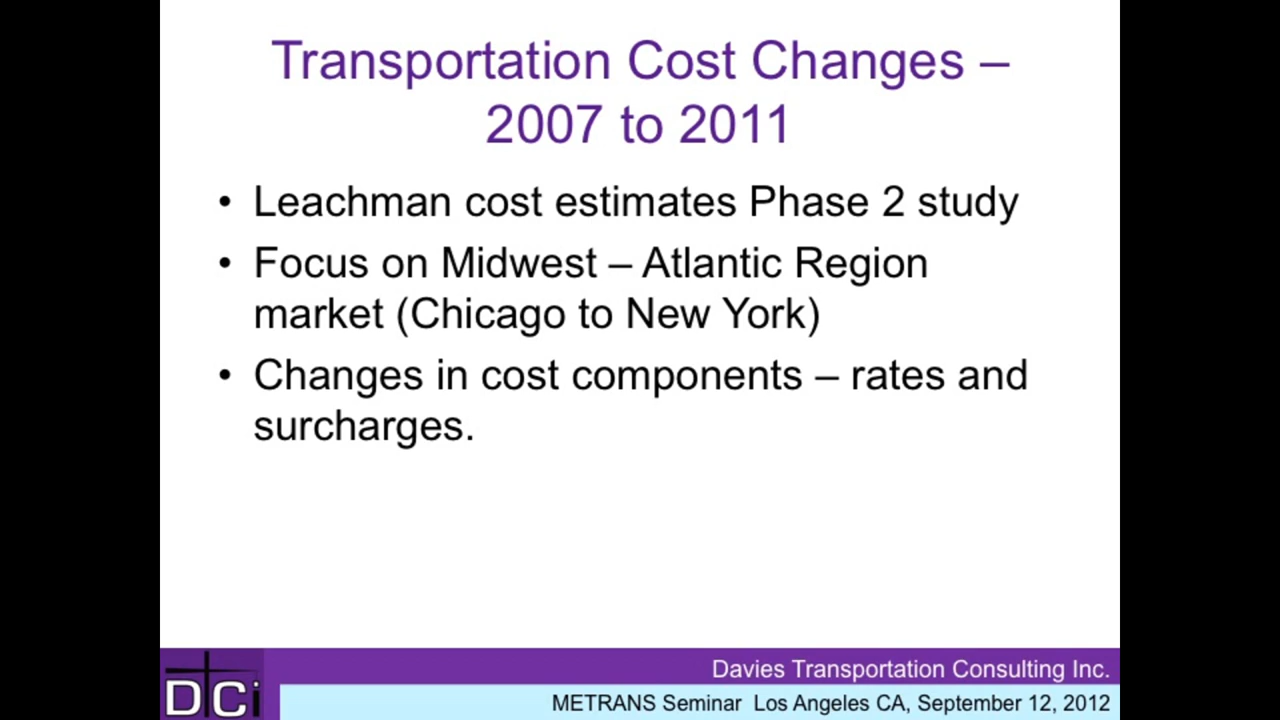 Transportation Cost Changes –
2007 to 2011
• Leachman cost estimates Phase 2 study
• Focus on Midwest – Atlantic Region
market (Chicago to New York)
• Changes in cost components – rates and
surcharges.
DCi
Davies Transportation Consulting Inc.
METRANS Seminar Los Angeles CA, September 12, 2012